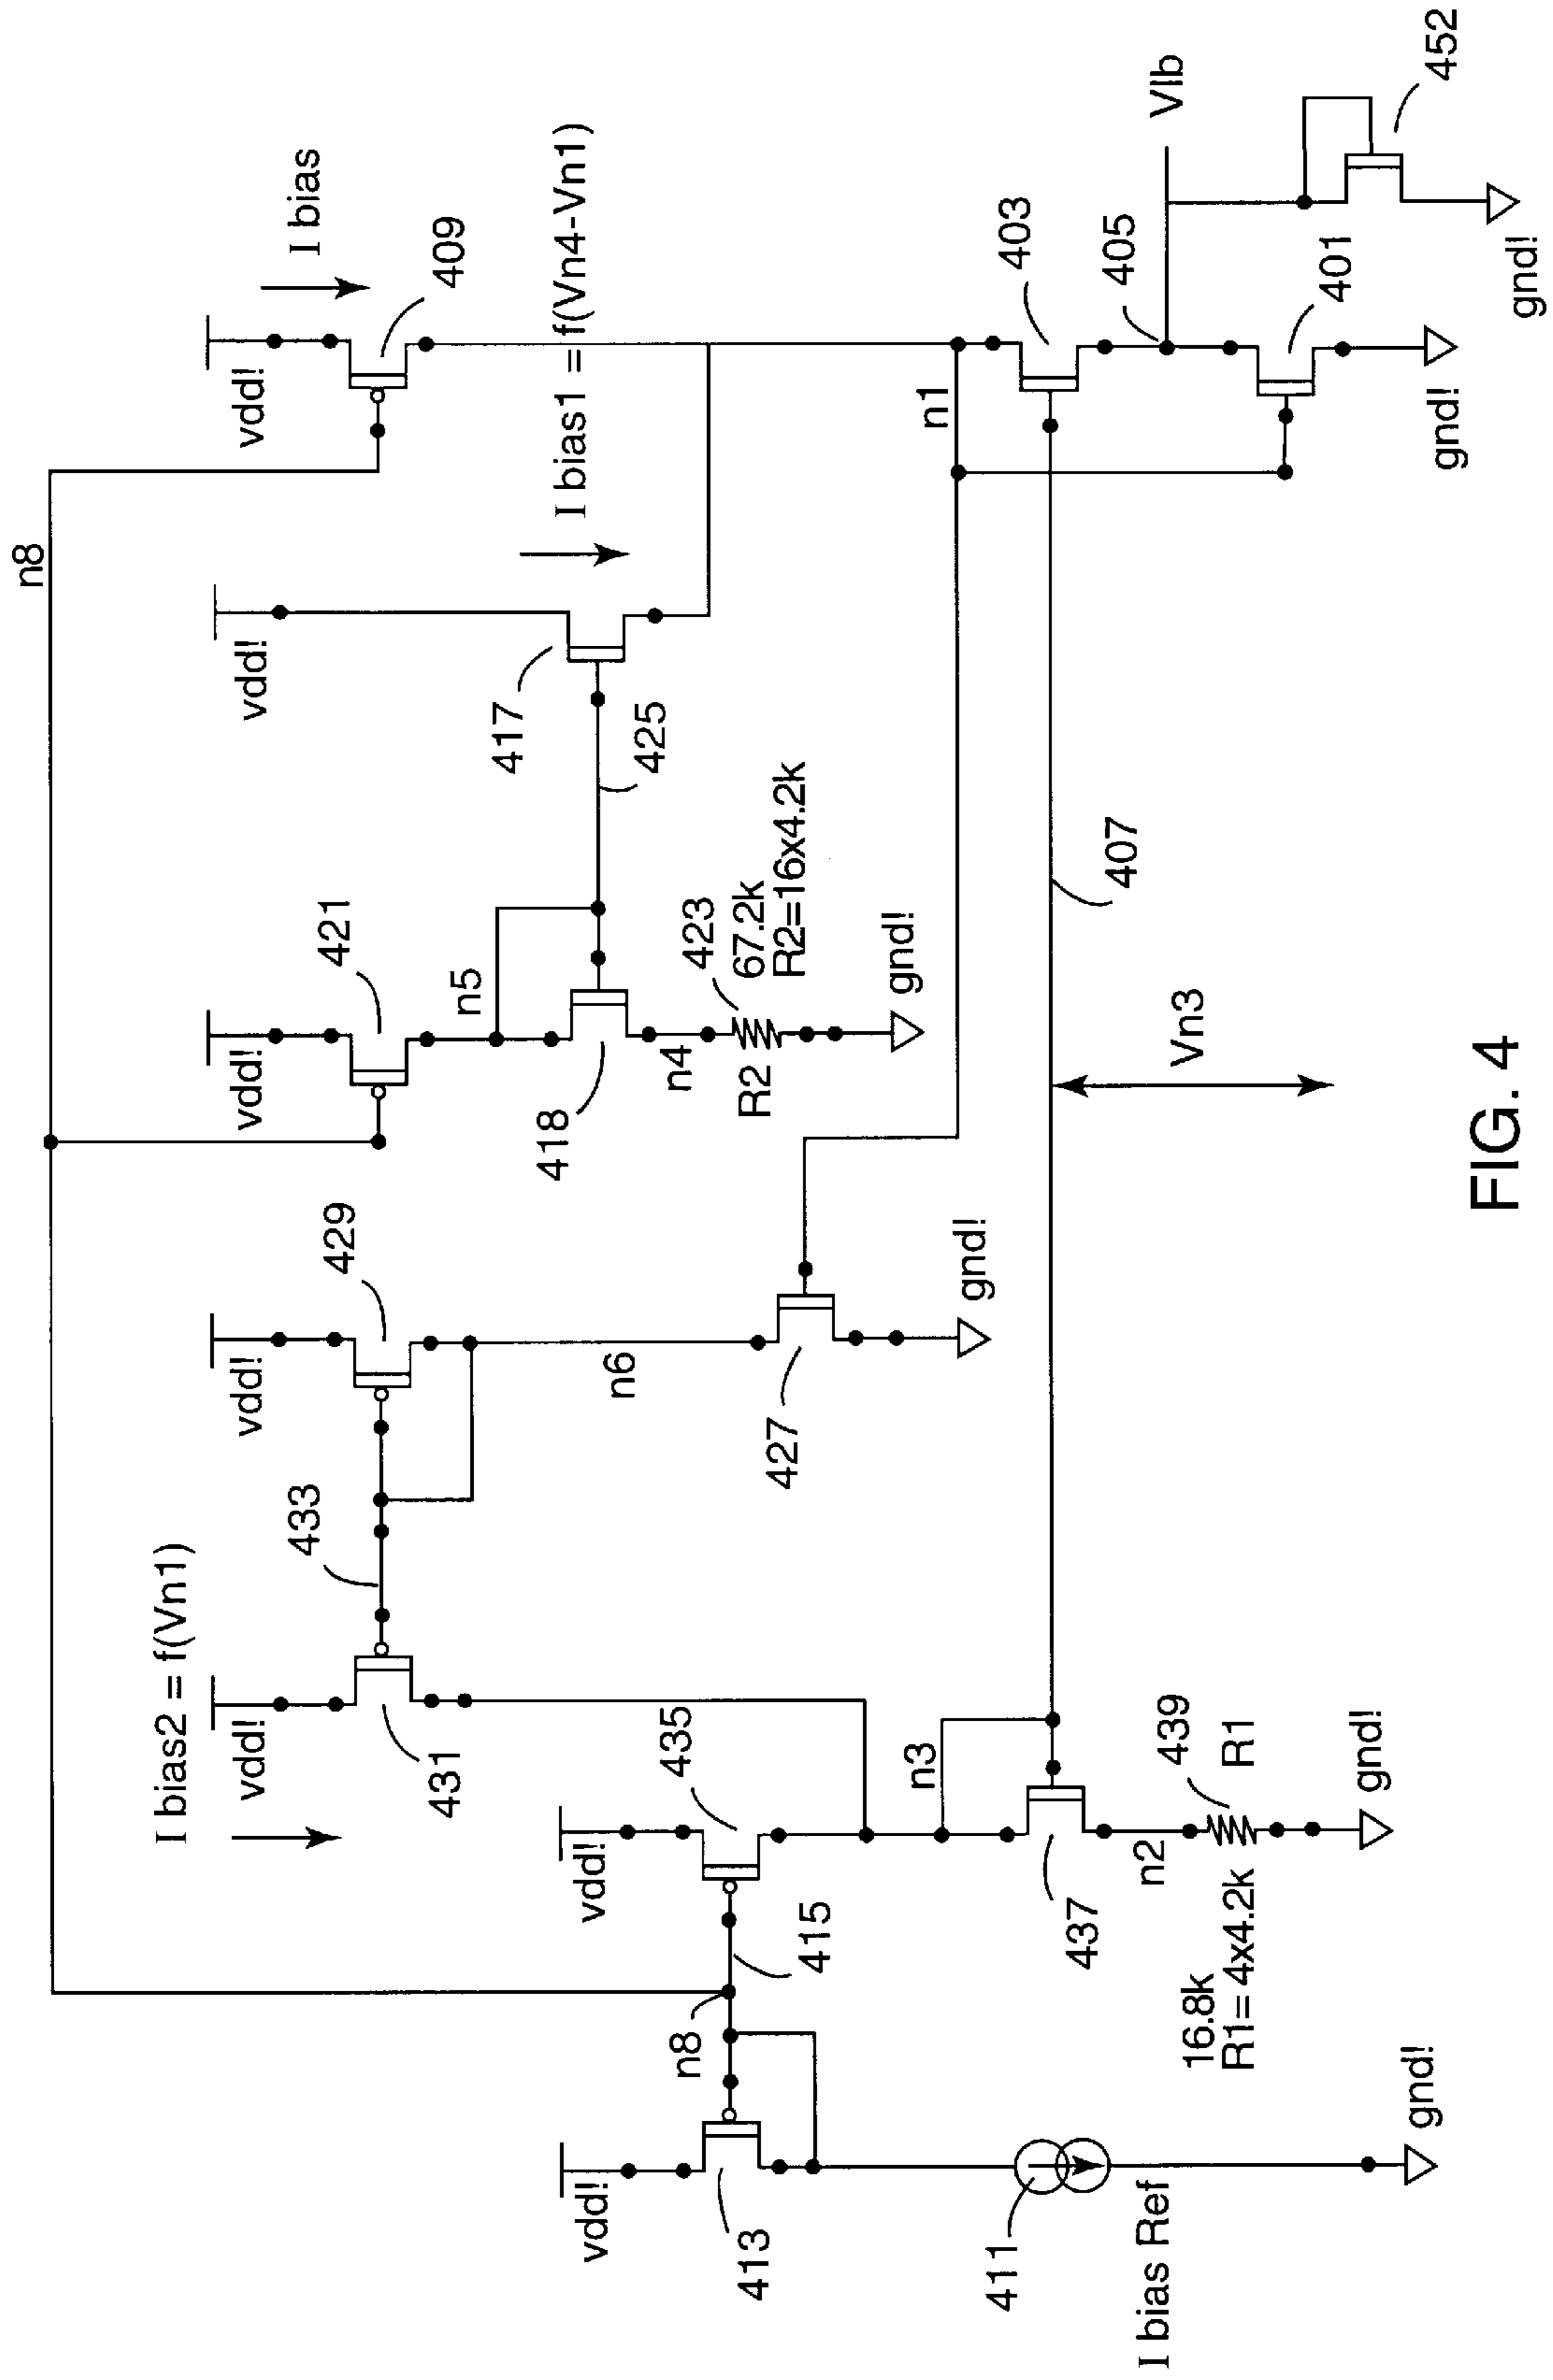 n8
I bias
vdd!
409
I bias1 = f(Vn4-Vn1)
vdd!
417
425
421
vdd!
n5
418
n4
423
67.2k
R2=16x4.2k
R2
gnd!
n1
403
405
Vlb
401
452
gnd!
gnd!
407
Vn3
429
vdd!
n6
427
gnd!
433
I bias2 = f(Vn1)
vdd!
431
435
vdd!
n3
415
437
n2
439
R1
16.8k
R1=4x4.2k
gnd!
n8
vdd!
413
411
I bias Ref
gnd!
FIG. 4